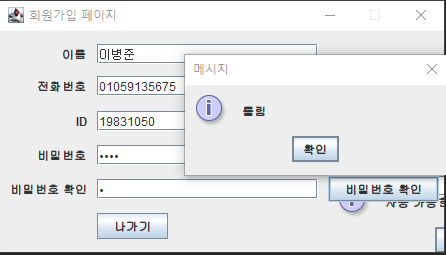 회원가입 페이지
이름 이병준
메시지
전화번호 01059135675
틀림
ID 19831050
확인
비밀번호 ••••
비밀번호 확인 • 비밀번호 확인
나가기